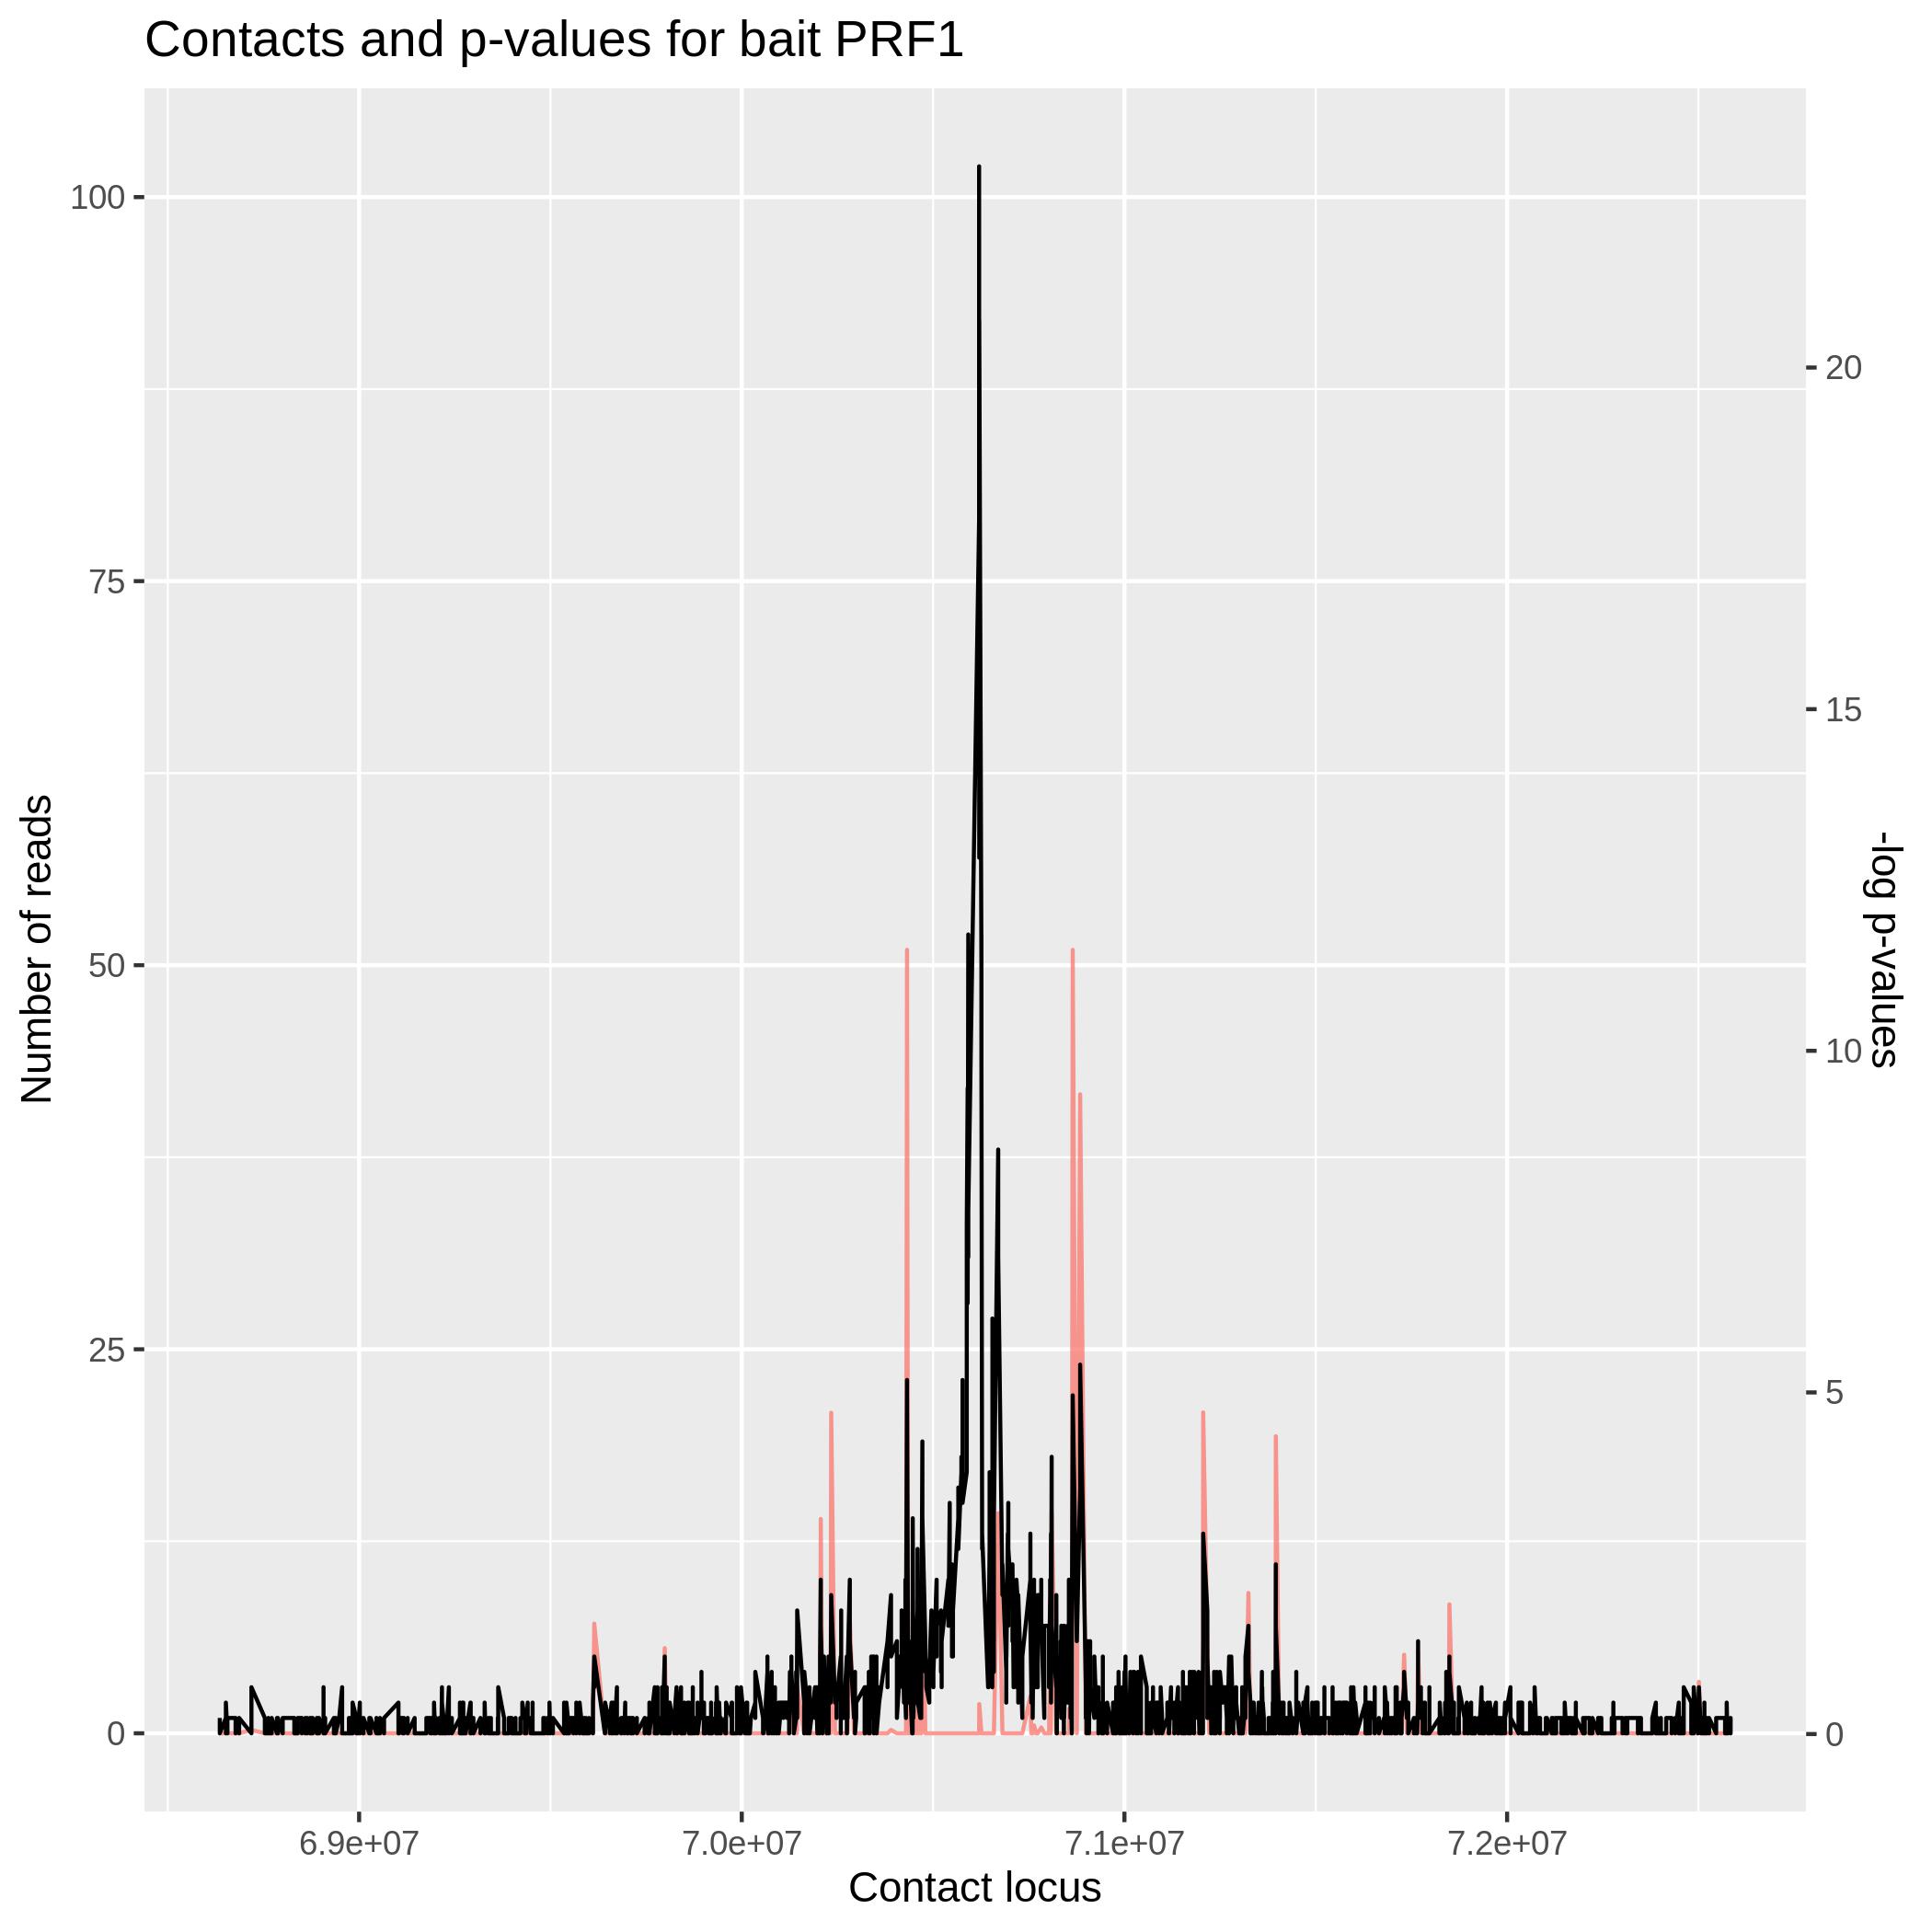 Contacts and p-values for bait PRF1
Number of reads
100
75
50
25
0
20
15
10
5
0
-log p-values
6.9e+07 7.0e+07 7.1e+07 7.2e+07
Contact locus